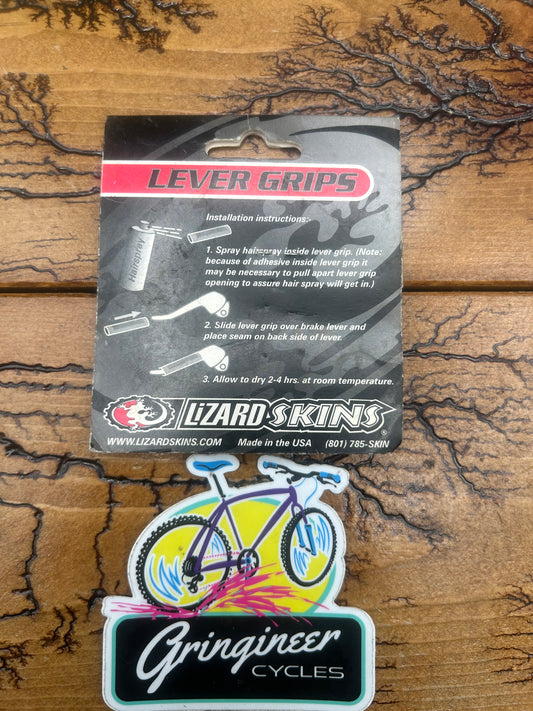 LEVER GRIPS
Installation instructions:
Hairspray
1. Spray hairspray inside lever grip. (Note:
because of adhesive inside lever grip it
may be necessary to pull apart lever grip
opening to assure hair spray will get in.)
2. Slide lever grip over brake lever and
place seam on back side of lever.
3. Allow to dry 2-4 hrs. at room temperature.
LiZARDSKINS®
WWW.LIZARDSKINS.COM Made in the USA (801) 785-SKIN
Gringineer
CYCLES